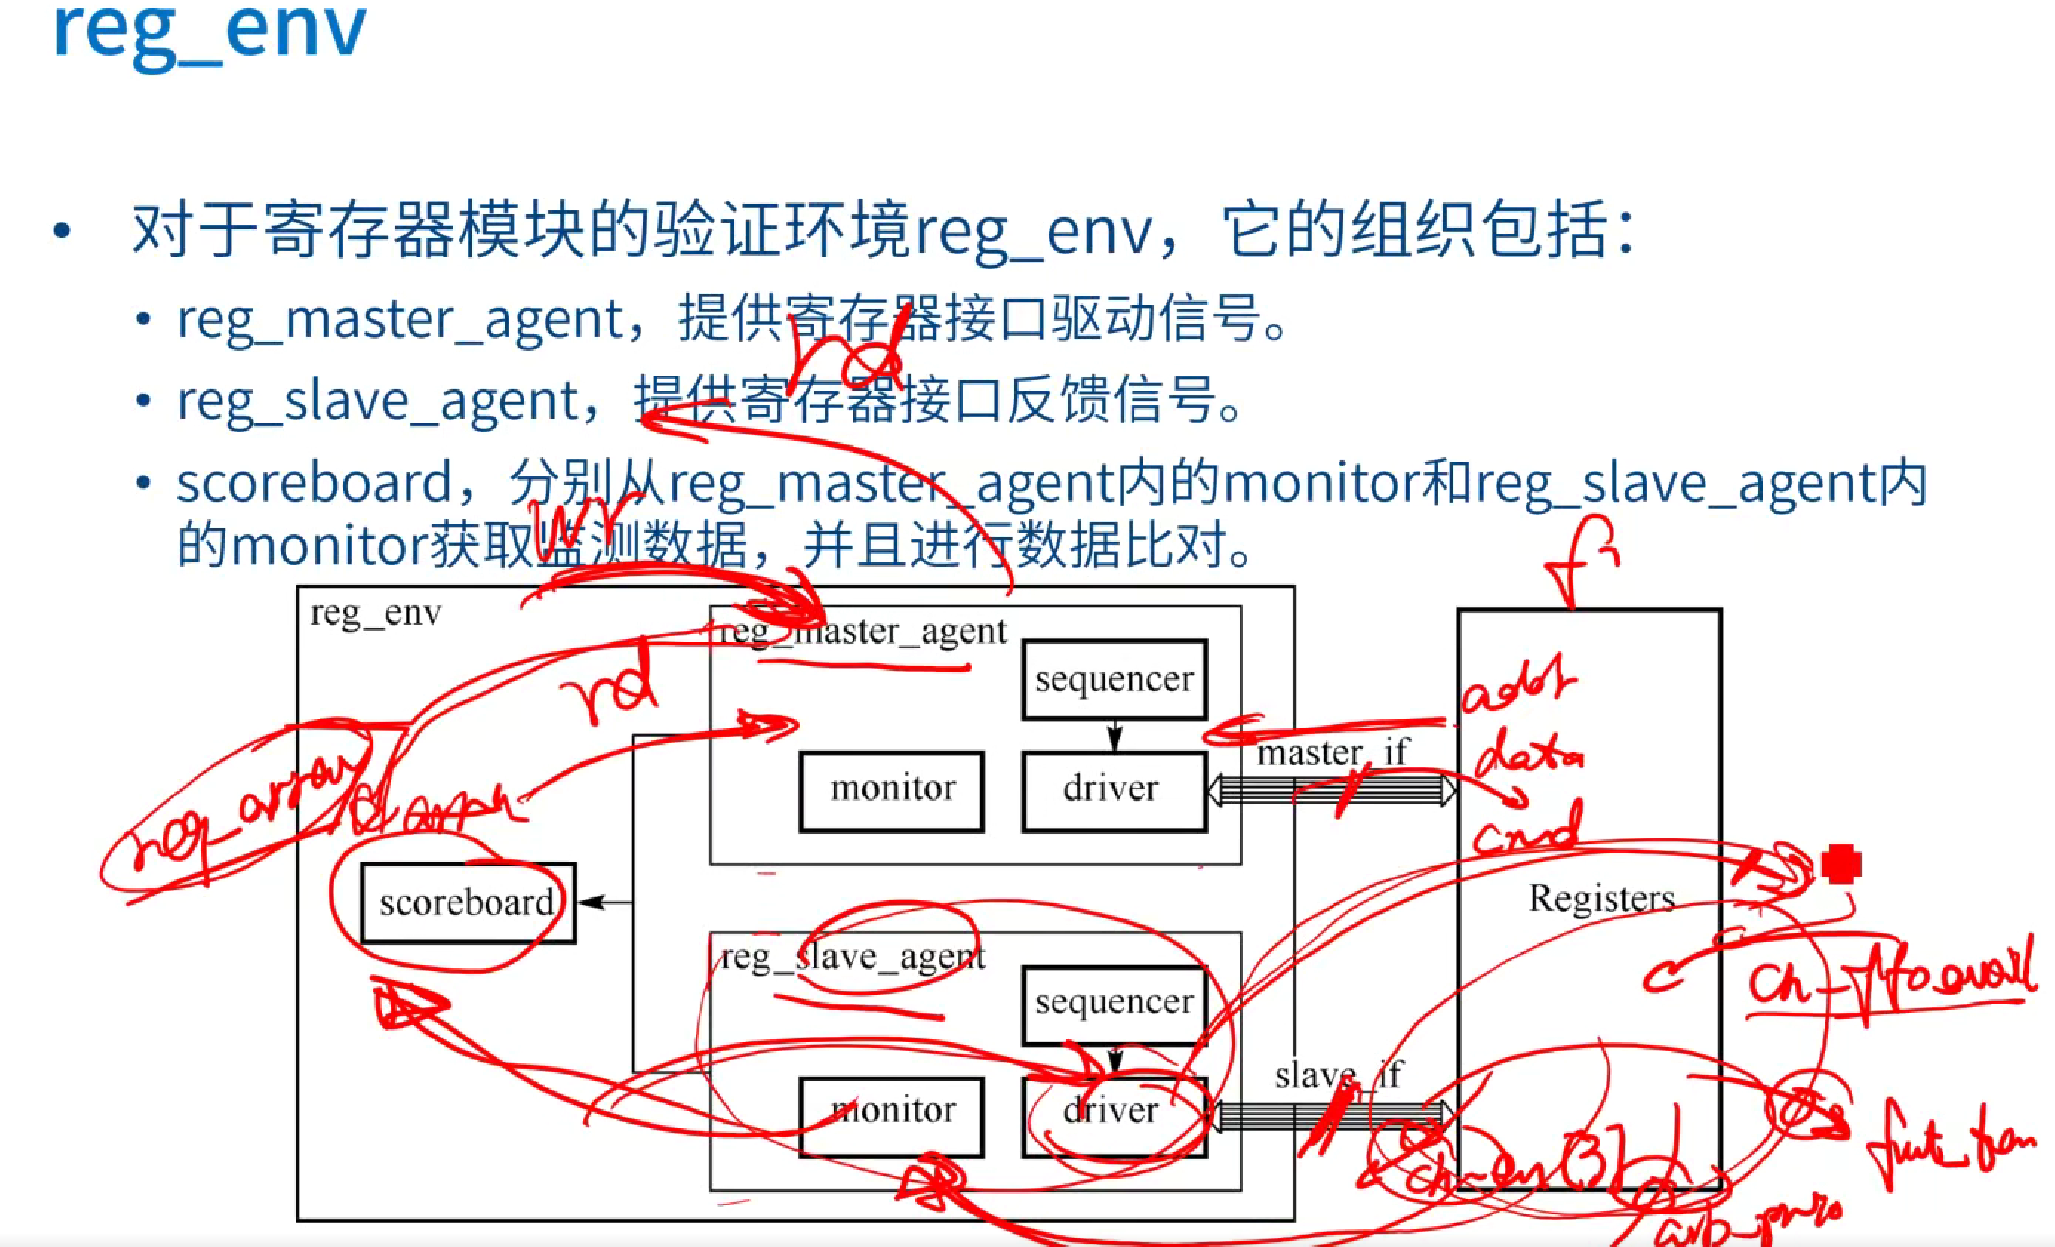 reg_env
• 对于寄存器模块的验证环境reg_env，它的组织包括：
• reg_master_agent，提供寄存器接口驱动信号。
rd
• reg_slave_agent，提供寄存器接口反馈信号。
• scoreboard，分别从reg_master_agent内的monitor和reg_slave_agent内
的monitor获取监测数据，并且进行数据比对。
wr
reg_env
reg_master_agent
sequencer
rd
addr
master_if
data
monitor
driver
cmd
scoreboard
Registers
reg_slave_agent
sequencer
slave_if
monitor
driver
ch-en[3]